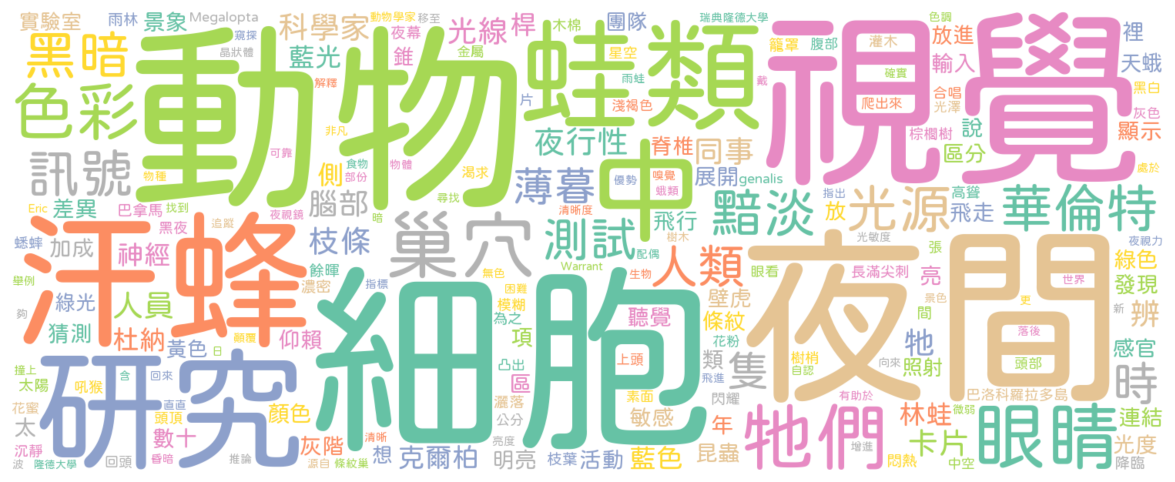 實驗室
Megalopta
雨林
景象
窺探
動物學家
移至
科學家
光線
桿
木棉
團隊
瑞典隆德大學
色調
籠罩
腹部
灌木
放進
裡
黑暗
晶狀體
藍光
夜幕
金屬
錐
星空
確實
輸入
天蛾
動物
蛙類
視覺
解釋
雨蛙
片
淺褐色
爬出來
合唱
光澤
黑白
灰色
色彩
非凡
夜行性
脊椎
同事
棕櫚樹
說
顯示
區分
訊號
可靠
食物
物體
部份
渴求
薄暮
中
優勢
嗅覺
蛾類
展開
genalis
物種
側
腦部
尋找
暗
黯淡
指出
高聳
處於
Eric
差異
巴拿馬
找到
夜視鏡
追蹤
清晰度
飛行
放
光源
飛走
華倫特
蟋蟀
加成
神經
黑夜
枝條
巢穴
測試
樹木
配偶
光敏度
張
夜視力
舉例
餘暉
指標
無色
Warrant
生物
人類
眼看
長滿尖刺
亮
綠色
汗蜂
綠光
人員
濃密
困難
模糊
壁虎
世界
發現
夠
猜測
杜納
顛覆
仰賴
為之
聽覺
條紋
間
景色
更
新
辨
黃色
日
細胞
項
花粉
夜間
落後
撞上
凸出
上頭
類
隻
樹梢
自認
向來
照射
牠
頭部
感官
太陽
吼猴
含
回來
區
飛進
閃耀
巴洛科羅拉多島
時
研究
花蜜
頭頂
直直
顏色
灑落
素面
有助於
太
數十
公分
敏感
年
牠們
林蛙
微弱
眼睛
連結
沉靜
昏暗
灰階
清晰
想
亮度
卡片
光度
波
隆德大學
回頭
推論
源自
條紋巢
克爾柏
明亮
枝葉
活動
藍色
昆蟲
增進
悶熱
中空
降臨